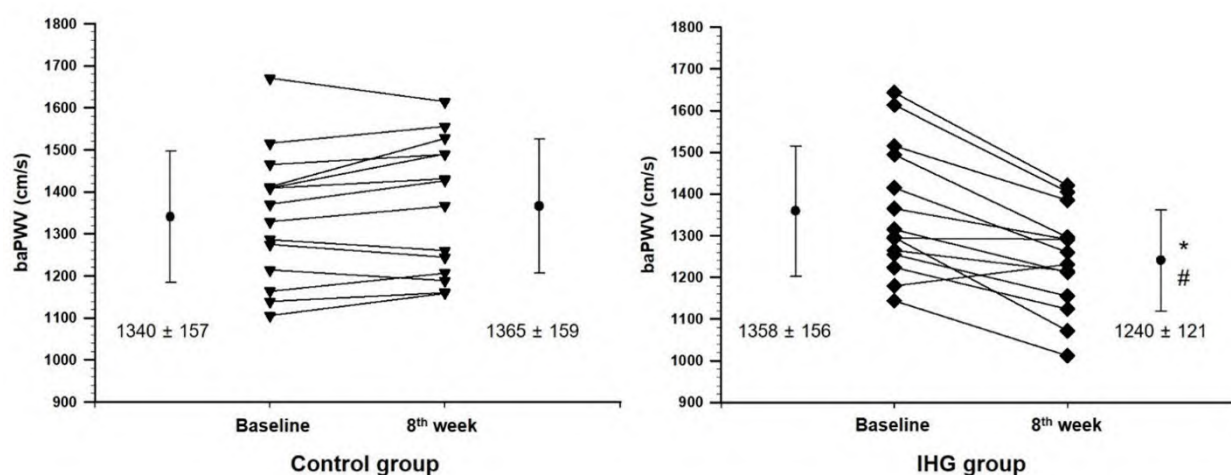 1800
1700
1600
1500
1400
1300
1200
1100
1000
900
baPWV (cm/s)
1340 ± 157
1365 ± 159
Baseline
8th week
Control group
1800
1700
1600
1500
1400
1300
1200
1100
1000
900
baPWV (cm/s)
1358 ± 156
*
#
1240 ± 121
Baseline
8th week
IHG group